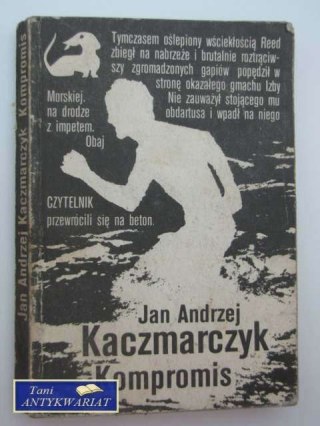 Tymczasem oślepiony wściekłością Reed
zbiegł na nabrzeże i brutalnie roztrąciw-
szy zgromadzonych gapiów popędził w
stronę okazałego gmachu Izby
Morskiej. Nie zauważył stojącego mu
na drodze obdartusa i wpadł na niego
z impetem.
Obaj
CZYTELNIK
przewrócili się na beton.
Jan Andrzej
Kaczmarczyk
Kompromis
Jan Andrzej Kaczmarczyk Kompromis
Tani
ANTYKWARIAT